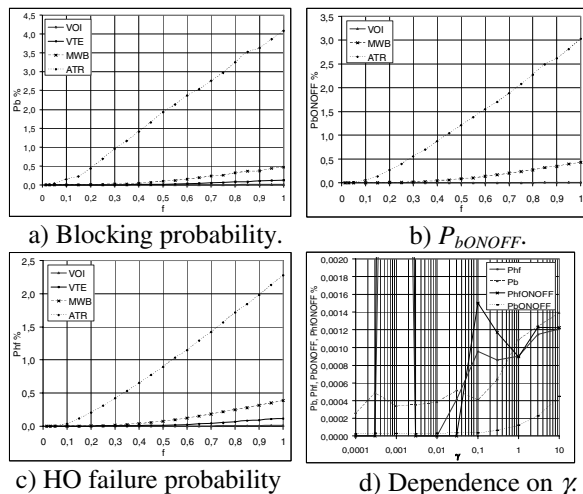 4,5
4,0
3,5
3,0
2,5
2,0
1,5
1,0
0,5
0,0
Pb %
VOI
VTE
MWB
ATR
0 0,1 0,2 0,3 0,4 0,5 0,6 0,7 0,8 0,9 1
f
a) Blocking probability.
3,5
3,0
2,5
2,0
1,5
1,0
0,5
0,0
PbONOFF %
VOI
MWB
ATR
0 0,1 0,2 0,3 0,4 0,5 0,6 0,7 0,8 0,9 1
f
b) PbONOFF.
2,5
2,0
1,5
1,0
0,5
0,0
Phf %
VOI
VTE
MWB
ATR
0 0,1 0,2 0,3 0,4 0,5 0,6 0,7 0,8 0,9 1
f
c) HO failure probability
0,0020
0,0018
0,0016
0,0014
0,0012
0,0010
0,0008
0,0006
0,0004
0,0002
0,0000
Pb, Phf, PbONOFF, PhfONOFF %
Phf
Pb
PhfONOFF
PbONOFF
0,0001 0,001 0,01 0,1 1 10
γ
d) Dependence on γ.